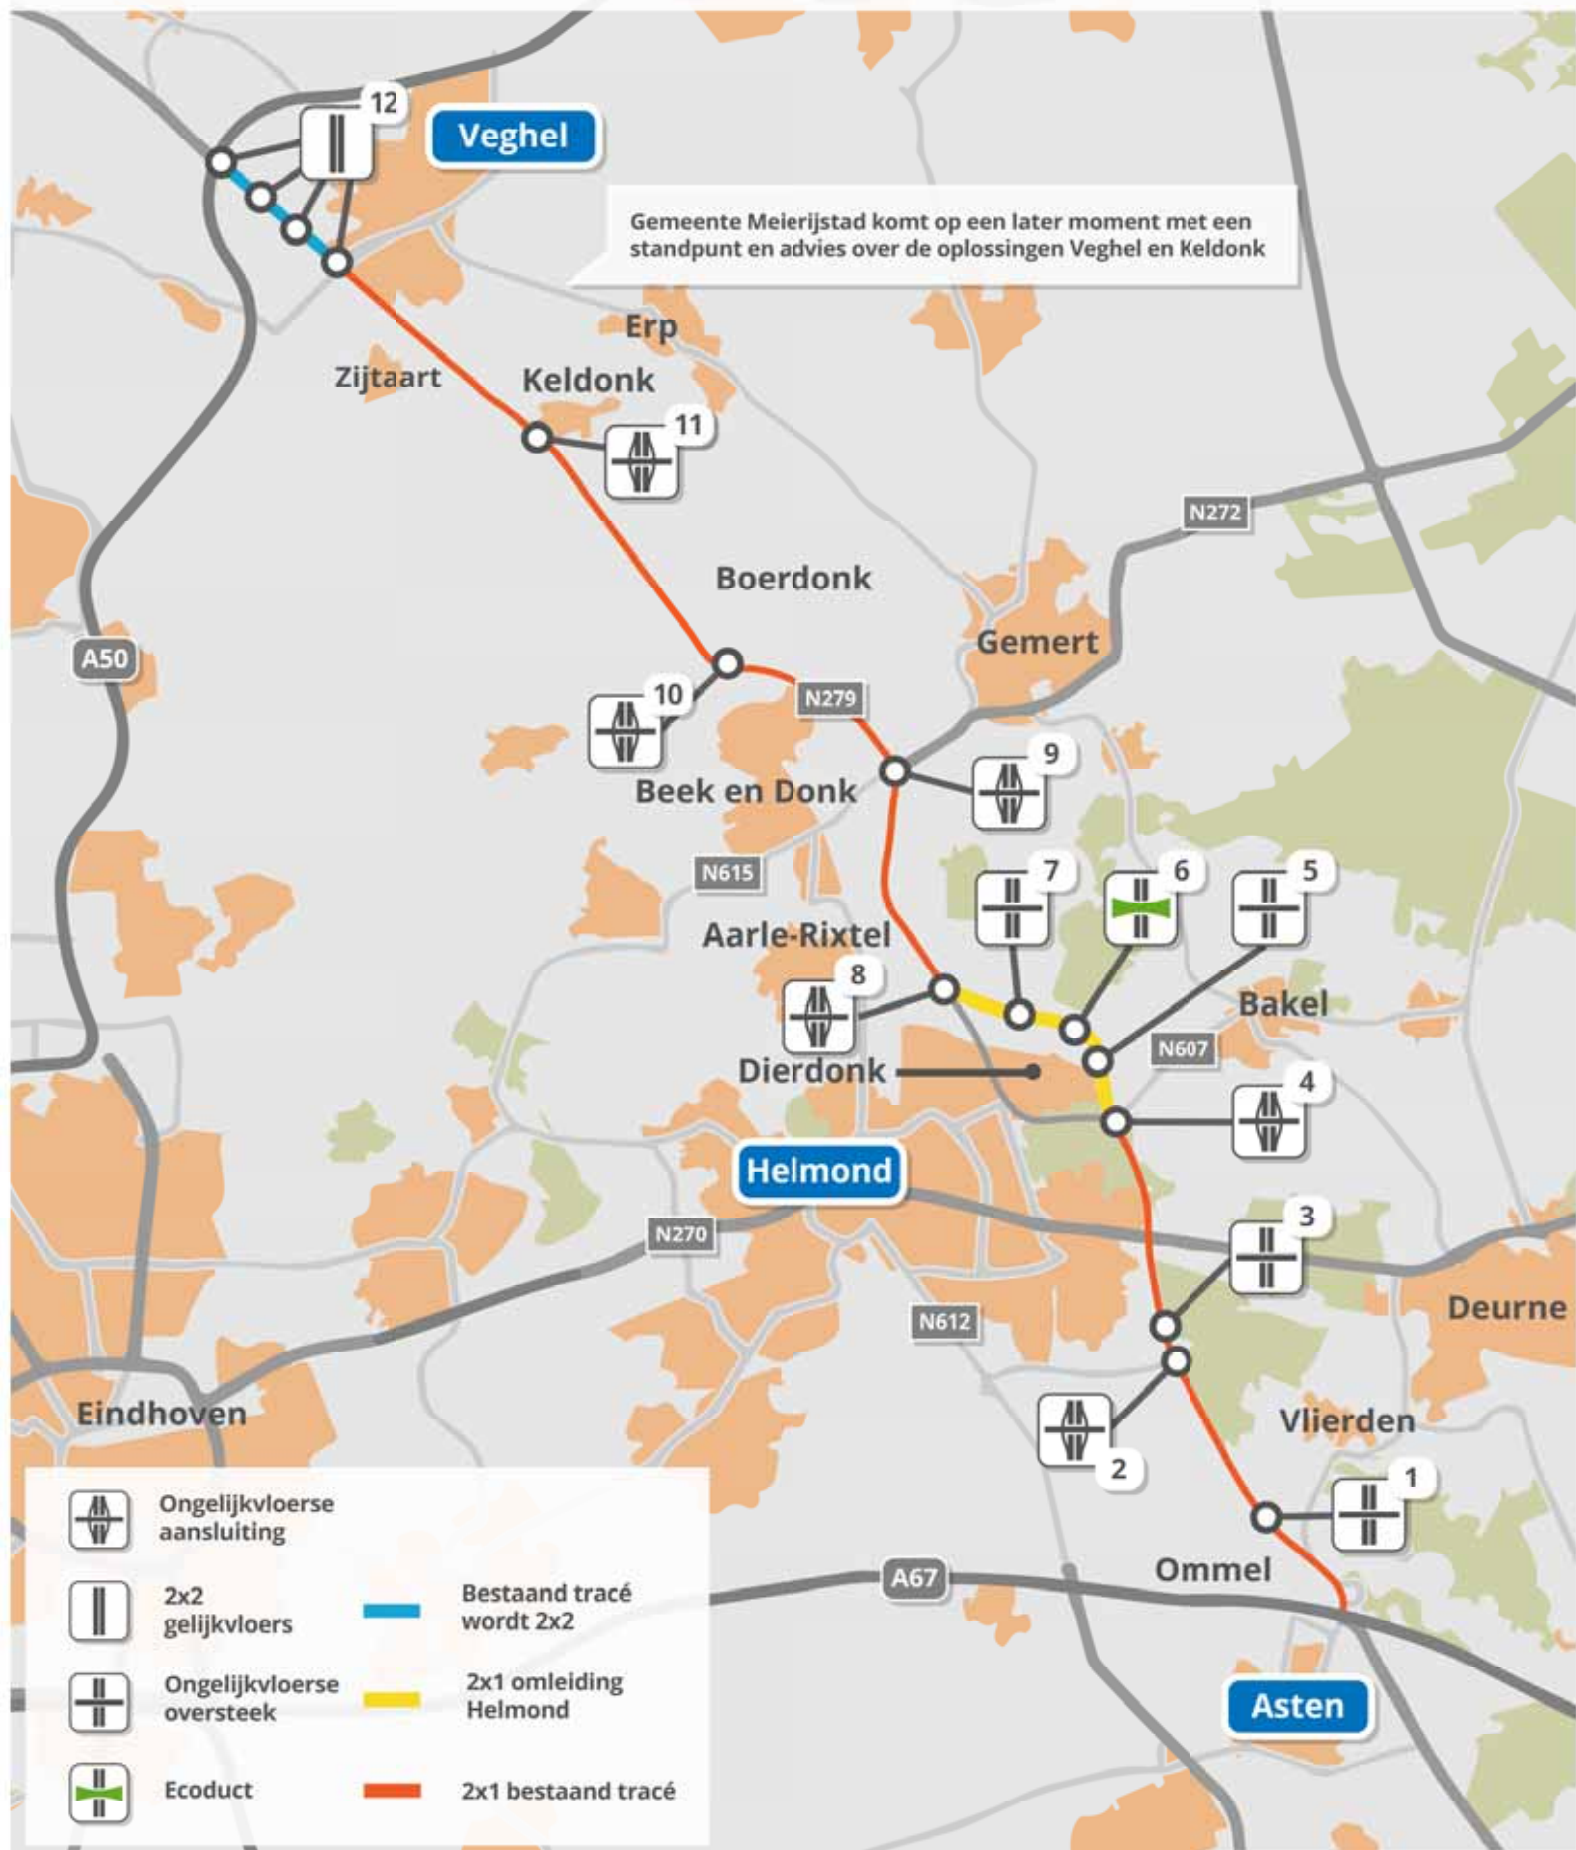 12
Veghel
Gemeente Meierijstad komt op een later moment met een
standpunt en advies over de oplossingen Veghel en Keldonk
Erp
Zijtaart
Keldonk
11
N272
Boerdonk
Gemert
A50
10
N279
9
Beek en Donk
N615
7
6
5
Aarle-Rixtel
8
Bakel
N607
Dierdonk
4
Helmond
3
N270
Deurne
N612
Eindhoven
Vlierden
2
1
Ommel
A67
Asten
Ongelijkvloerse
aansluiting
2x2
gelijkvloers
Ongelijkvloerse
oversteek
Ecoduct
Bestaand tracé
wordt 2x2
2x1 omleiding
Helmond
2x1 bestaand tracé